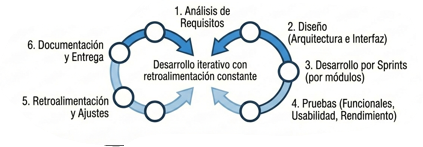 1. Análisis de
Requisitos
2. Diseño
(Arquitectura e Interfaz)
3. Desarrollo por Sprints
(por módulos)
4. Pruebas (Funcionales,
Usabilidad, Rendimiento)
5. Retroalimentación
y Ajustes
6. Documentación
y Entrega
Desarrollo iterativo con
retroalimentación constante